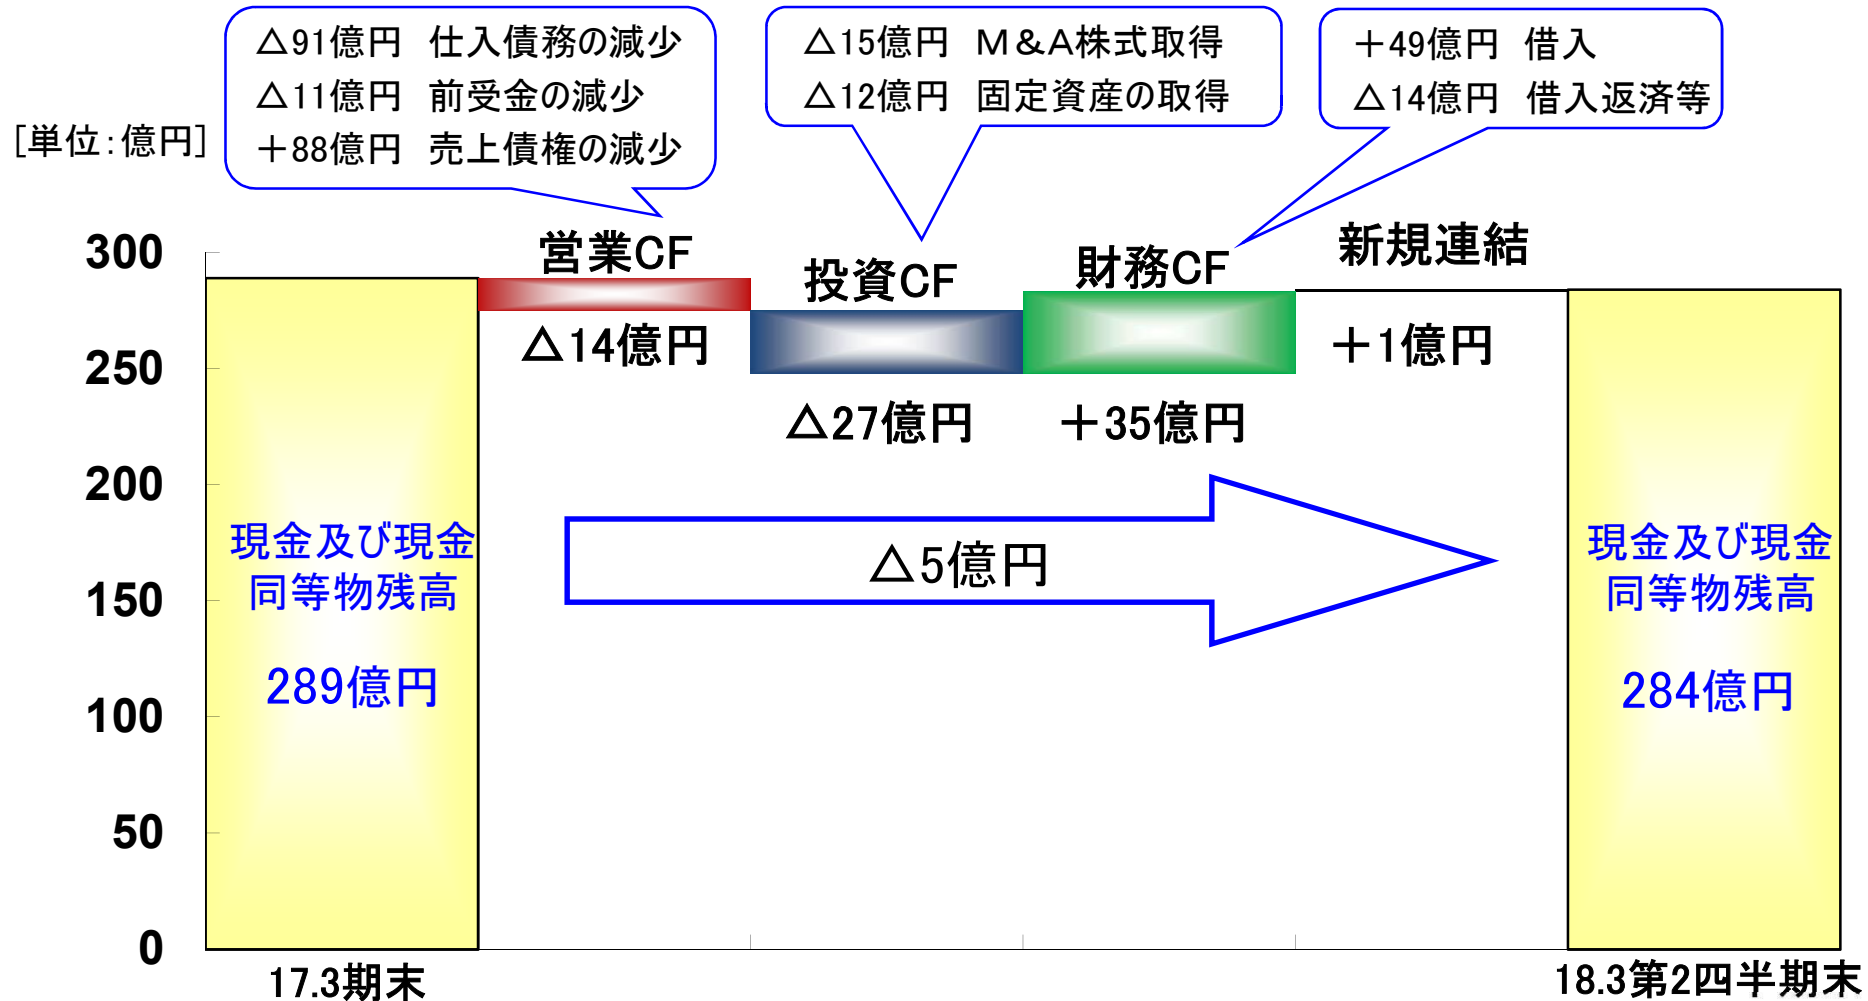 △91億円 仕入債務の減少
△11億円 前受金の減少
＋88億円 売上債権の減少
△15億円 Ｍ＆Ａ株式取得
△12億円 固定資産の取得
＋49億円 借入
△14億円 借入返済等
[単位：億円]
300
250
200
150
100
50
0
営業CF
△14億円
投資CF
△27億円
財務CF
＋35億円
新規連結
＋1億円
△5億円
現金及び現金
同等物残高
289億円
現金及び現金
同等物残高
284億円
17.3期末
18.3第2四半期末